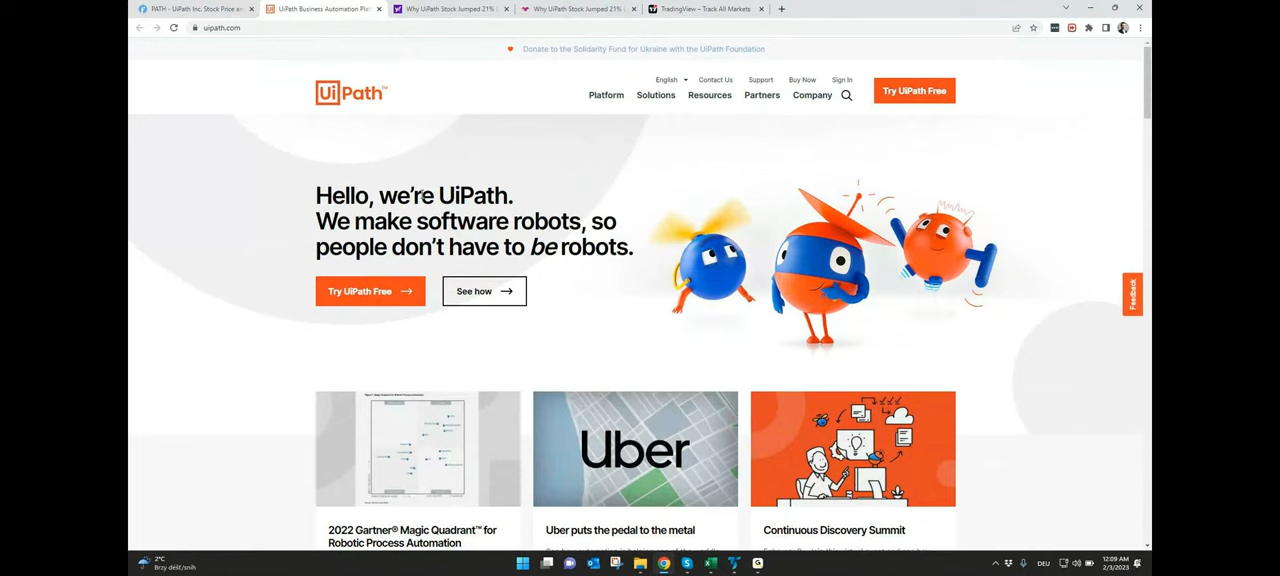 PATH - UiPath Inc. Stock Price an
UiPath Business Automation Pla
Why UiPath Stock Jumped 21% |
Why UiPath Stock Jumped 21% |
TradingView – Track All Markets
uipath.com
Donate to the Solidarity Fund for Ukraine with the UiPath Foundation
English Contact Us Support Buy Now Sign In
UiPath
Platform Solutions Resources Partners Company
Try UiPath Free
Hello, we're UiPath.
We make software robots, so
people don't have to be robots.
Try UiPath Free
See how
Feedback
Uber
2022 Gartner® Magic Quadrant™ for
Robotic Process Automation
Uber puts the pedal to the metal
Continuous Discovery Summit
2°C
Brzy déšť/sníh
DEU
12:09 AM
2/3/2023